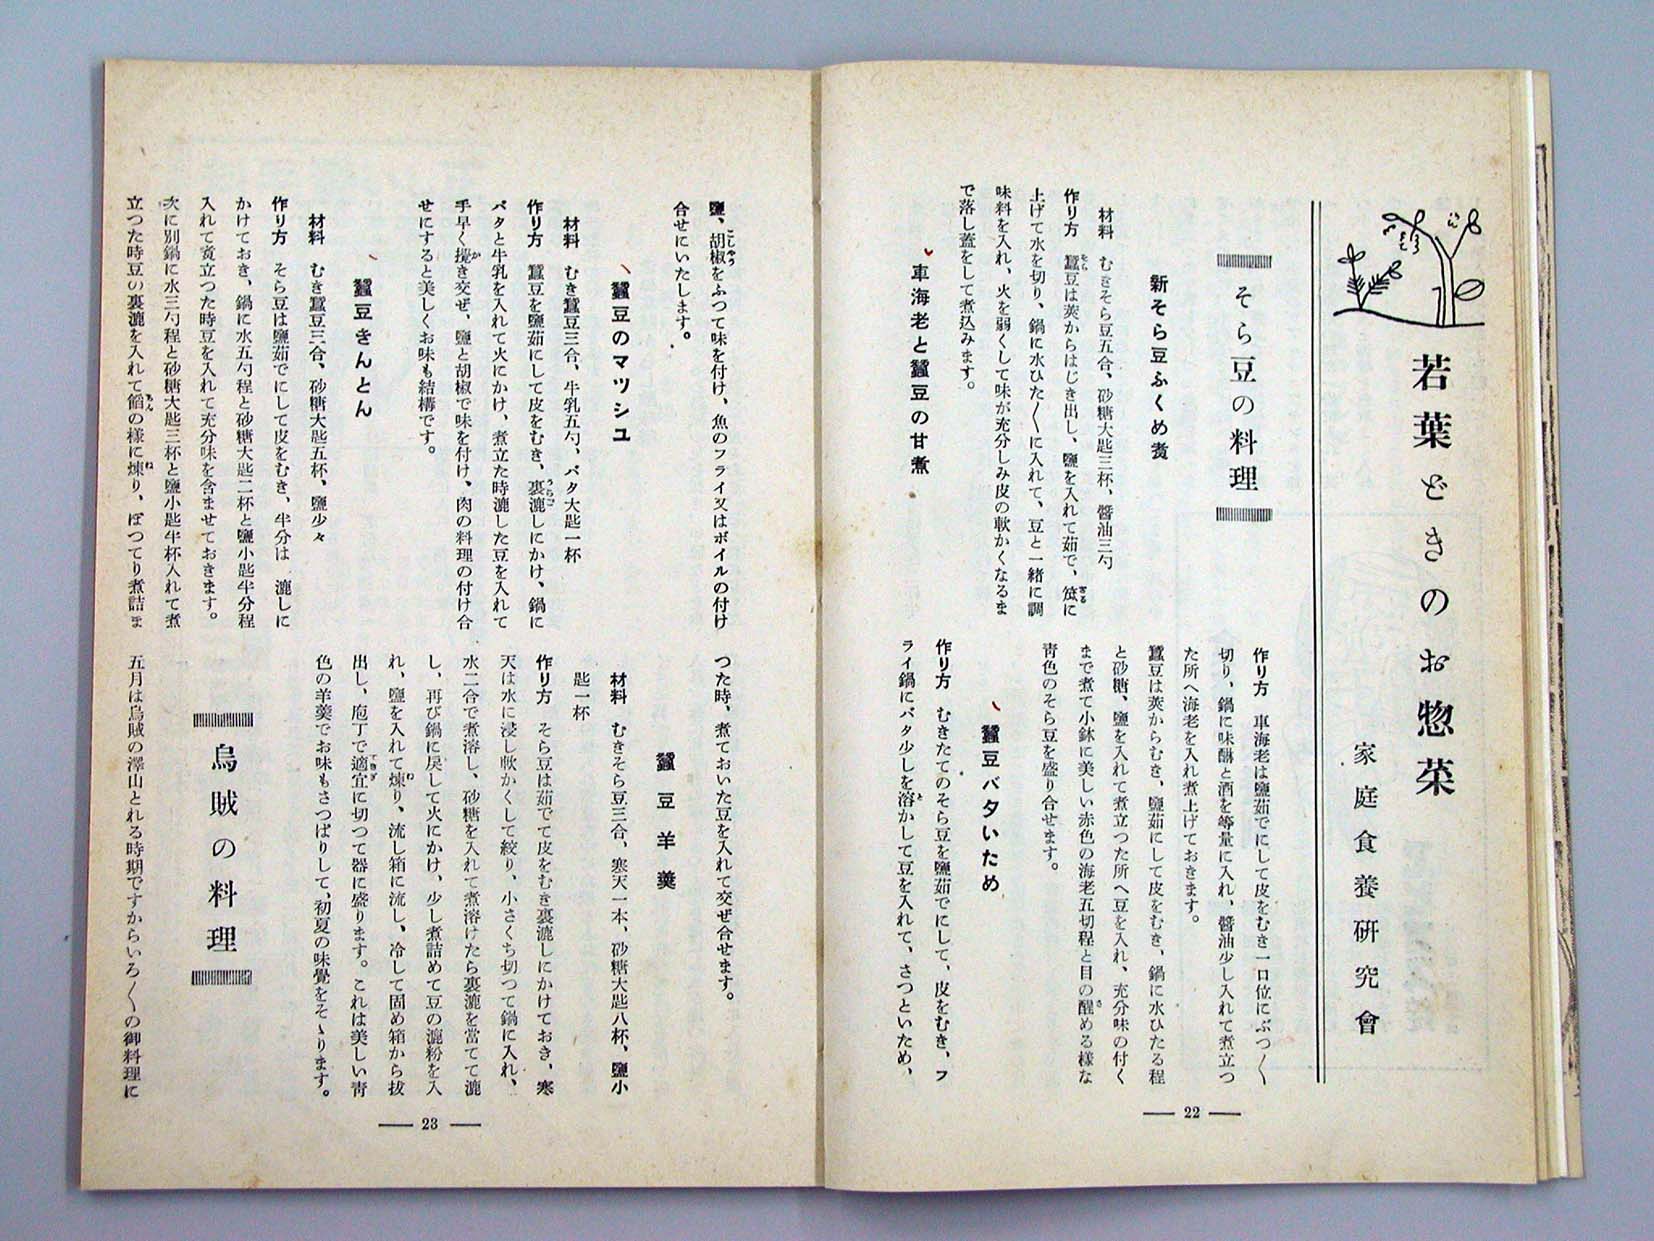 若葉どきのお惣菜
家庭食養研究會
そら豆の料理
新そら豆ふくめ煮
材料　むきそら豆五合、砂糖大匙三杯、醬油三勺
作り方　蠶豆は莢からはじき出し、鹽を入れて茹で、笊に
上げて水を切り、鍋に水ひた〱に入れて、豆と一緖に調
味料を入れ、火を弱くして味が充分しみ皮の軟かくなるま
で落し蓋をして煮込みます。
車海老と蠶豆の甘煮
作り方　車海老は鹽茹でにして皮をむき一口位にぶつ〱
切り、鍋に味醂と酒を等量に入れ、醬油少し入れて煮立つ
た所へ海老を入れ煮上げておきます。
蠶豆は莢からむき、鹽茹にして皮をむき、鍋に水ひたる程
と砂糖、鹽を入れて煮立つた所へ豆を入れ、充分味の付く
まで煮て小鉢に美しい赤色の海老五切程と目の醒める樣な
靑色のそら豆を盛り合せます。
蠶豆バタいため
作り方　むきたてのそら豆を鹽茹でにして、皮をむき、フ
ライ鍋にバタ少しを溶かして豆を入れて、さつといため、
22
鹽、胡椒をふつて味を付け、魚のフライ又はボイルの付け
合せにいたします。
蠶豆のマツシユ
材料　むき蠶豆三合、牛乳五勺、バタ大匙一杯
作り方　蠶豆を鹽茹にして皮をむき、裏漉しにかけ、鍋に
バタと牛乳を入れて火にかけ、煮立た時漉した豆を入れて
手早く攪き交ぜ、鹽と胡椒で味を付け、肉の料理の付け合
せにすると美しくお味も結構です。
蠶豆きんとん
材料　むき蠶豆三合、砂糖大匙五杯、鹽少々
作り方　そら豆は鹽茹でにして皮をむき、半分は　漉しに
かけておき、鍋に水五勺程と砂糖大匙二杯と鹽小匙半分程
入れて煮立つた時豆を入れて充分味を含ませておきます。
次に別鍋に水三勺程と砂糖大匙三杯と鹽小匙半杯入れて煮
立つた時豆の裏漉を入れて餡の樣に煉り、ぽつてり煮詰ま
つた時、煮ておいた豆を入れて交ぜ合せます。
蠶豆羊羹
材料　むきそら豆三合、寒天一本、砂糖大匙八杯、鹽小
匙一杯
作り方　そら豆は茹でて皮をむき裏漉しにかけておき、寒
天は水に浸し軟かくして絞り、小さくち切つて鍋に入れ、
水二合で煮溶し、砂糖を入れて煮溶けたら裏漉を當てて漉
し、再び鍋に戾して火にかけ、少し煮詰めて豆の漉粉を入
れ、鹽を入れて煉り、流し箱に流し、冷して固め箱から拔
出し、庖丁で適宜に切つて器に盛ります。これは美しい靑
色の羊羹でお味もさつぱりして、初夏の味覺をそゝります。
烏賊の料理
五月は烏賊の澤山とれる時期ですからいろ〱の御料理に
23